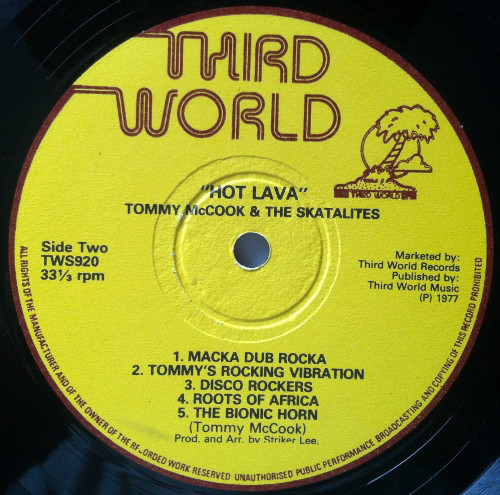 THIRD
WORLD
THIRD WORLD
"HOT LAVA"
TOMMY McCOOK & THE SKATALITES
Side Two
TWS920
33⅓ rpm
Marketed by:
Third World Records
Published by:
Third World Music
(P) 1977
1. MACKA DUB ROCKA
2. TOMMY'S ROCKING VIBRATION
3. DISCO ROCKERS
4. ROOTS OF AFRICA
5. THE BIONIC HORN
(Tommy McCook)
Prod. and Arr. by Striker Lee.
ALL RIGHTS OF THE MANUFACTURER AND OF THE OWNER OF THE RE-ORDED WORK RESERVED · UNAUTHORISED PUBLIC PERFORMANCE BROADCASTING AND COPYING OF THIS RECORD PROHIBITED